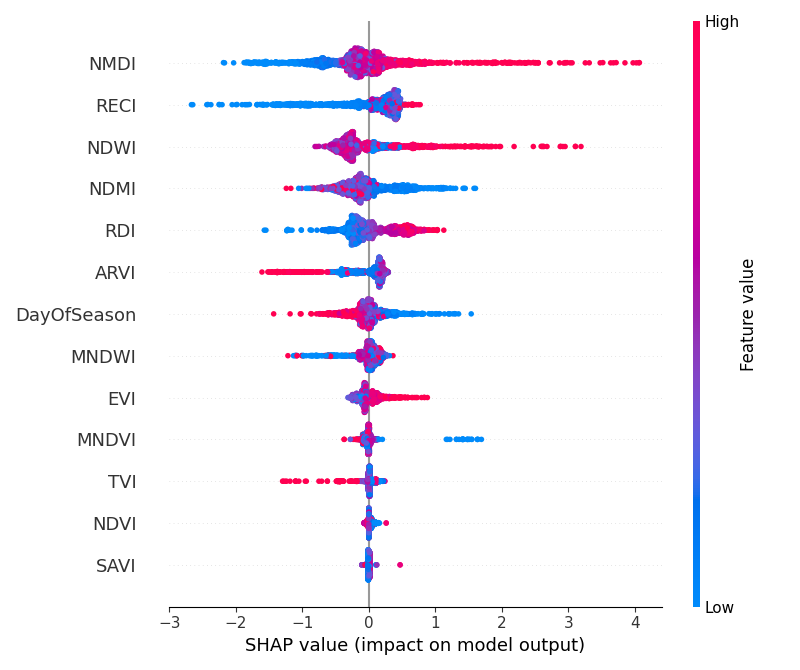 High
NMDI
RECI
NDWI
NDMI
RDI
ARVI
DayOfSeason
MNDWI
EVI
MNDVI
TVI
NDVI
SAVI
Feature value
Low
−3 −2 −1 0 1 2 3 4
SHAP value (impact on model output)